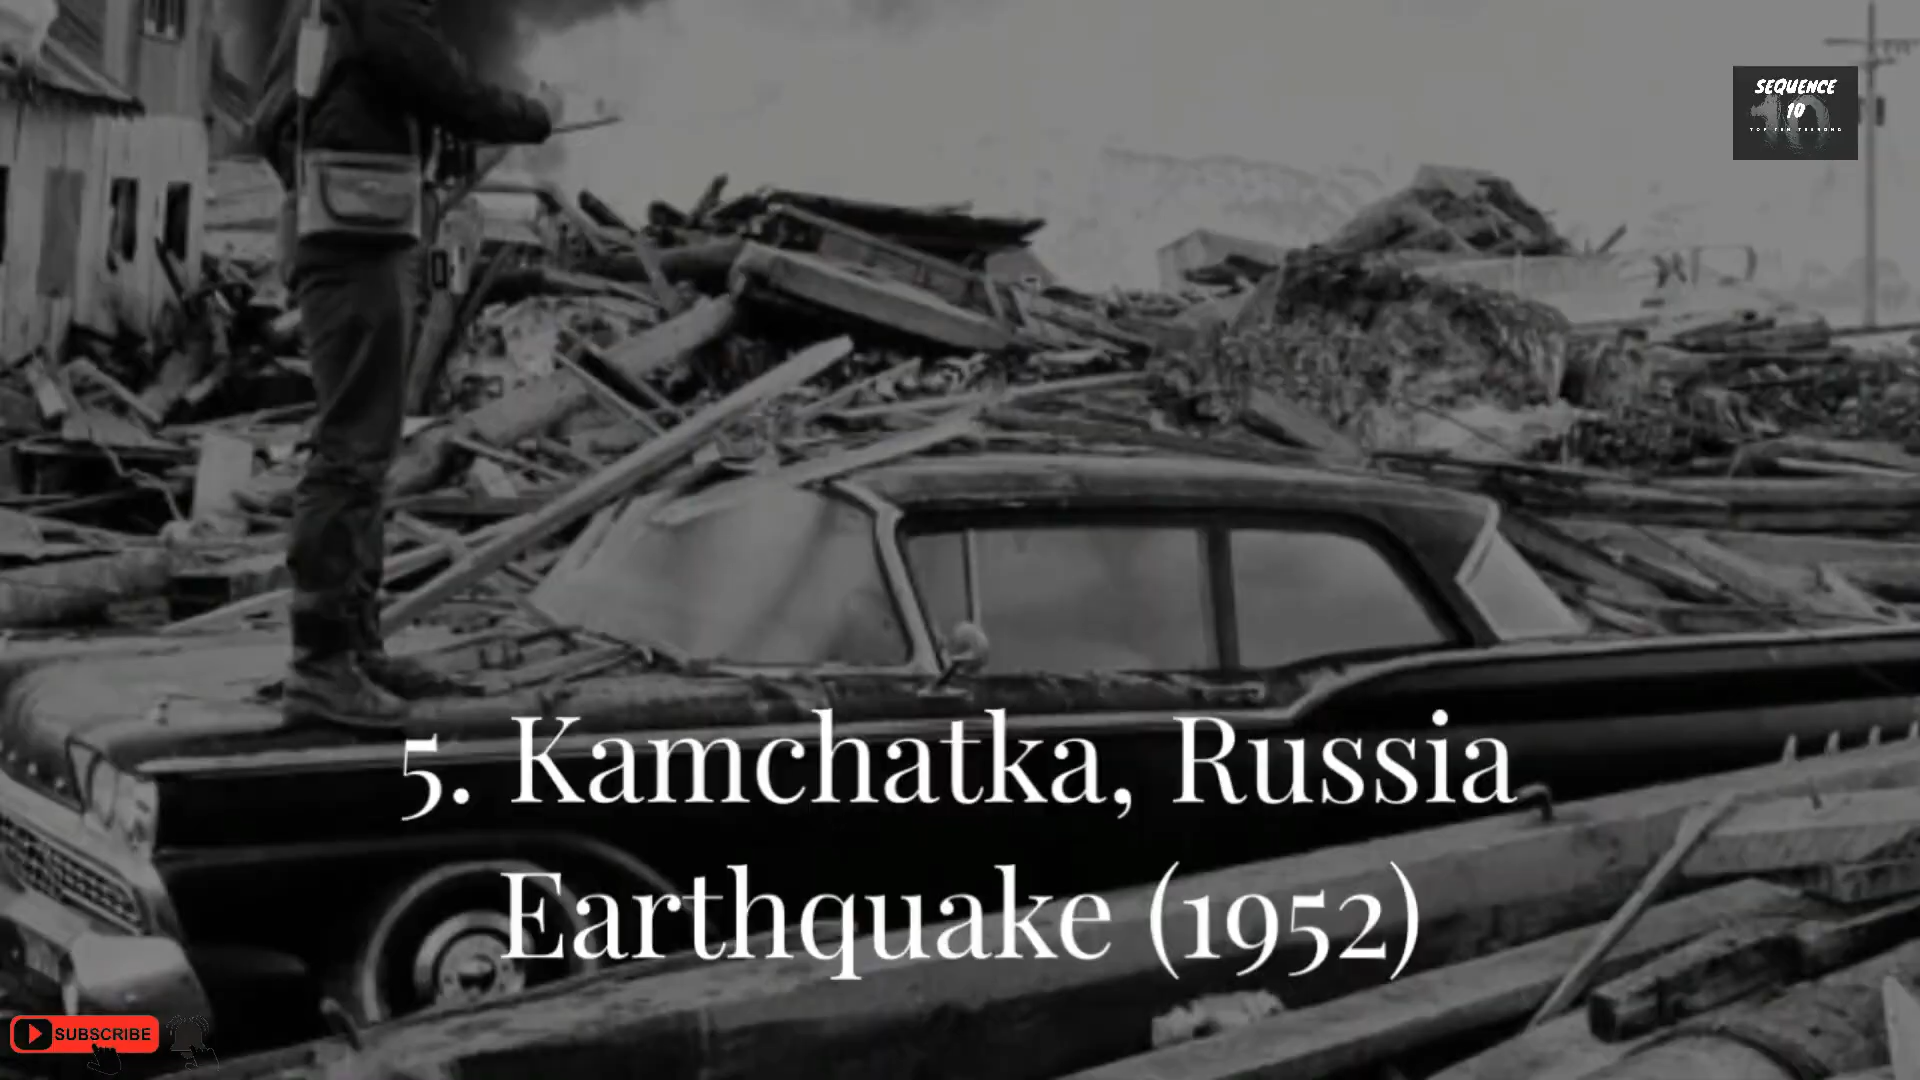 SEQUENCE
10
5. Kamchatka, Russia
Earthquake (1952)
SUBSCRIBE